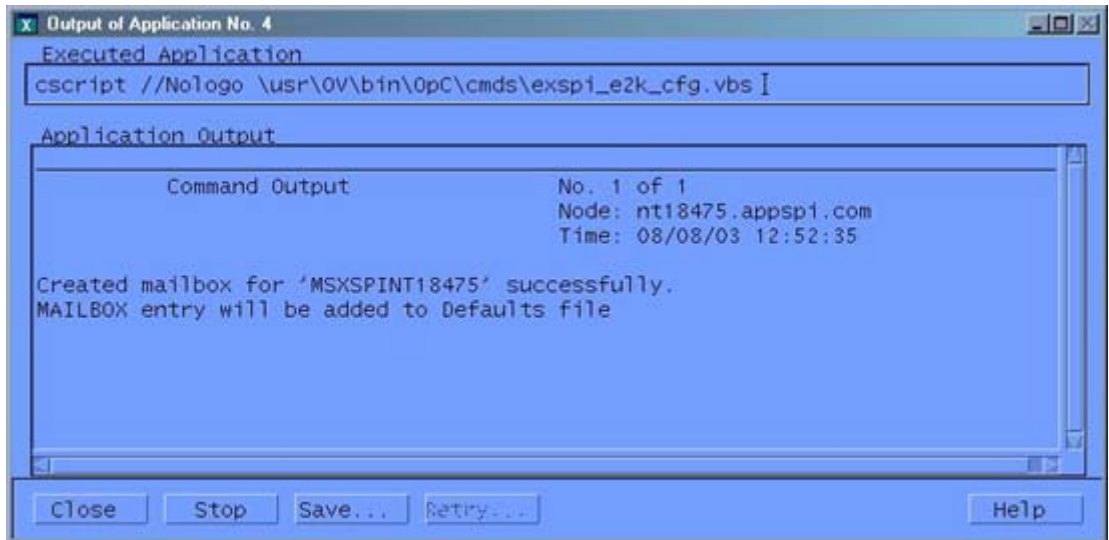 Output of Application No. 4
Executed Application
cscript //Nologo \usr\OV\bin\OpC\cmds\exspi_e2k_cfg.vbs
Application Output
Command Output No. 1 of 1
Node: nt18475.appspi.com
Time: 08/08/03 12:52:35
Created mailbox for 'MSXSPINT18475' successfully.
MAILBOX entry will be added to Defaults file
Close Stop Save... Retry... Help